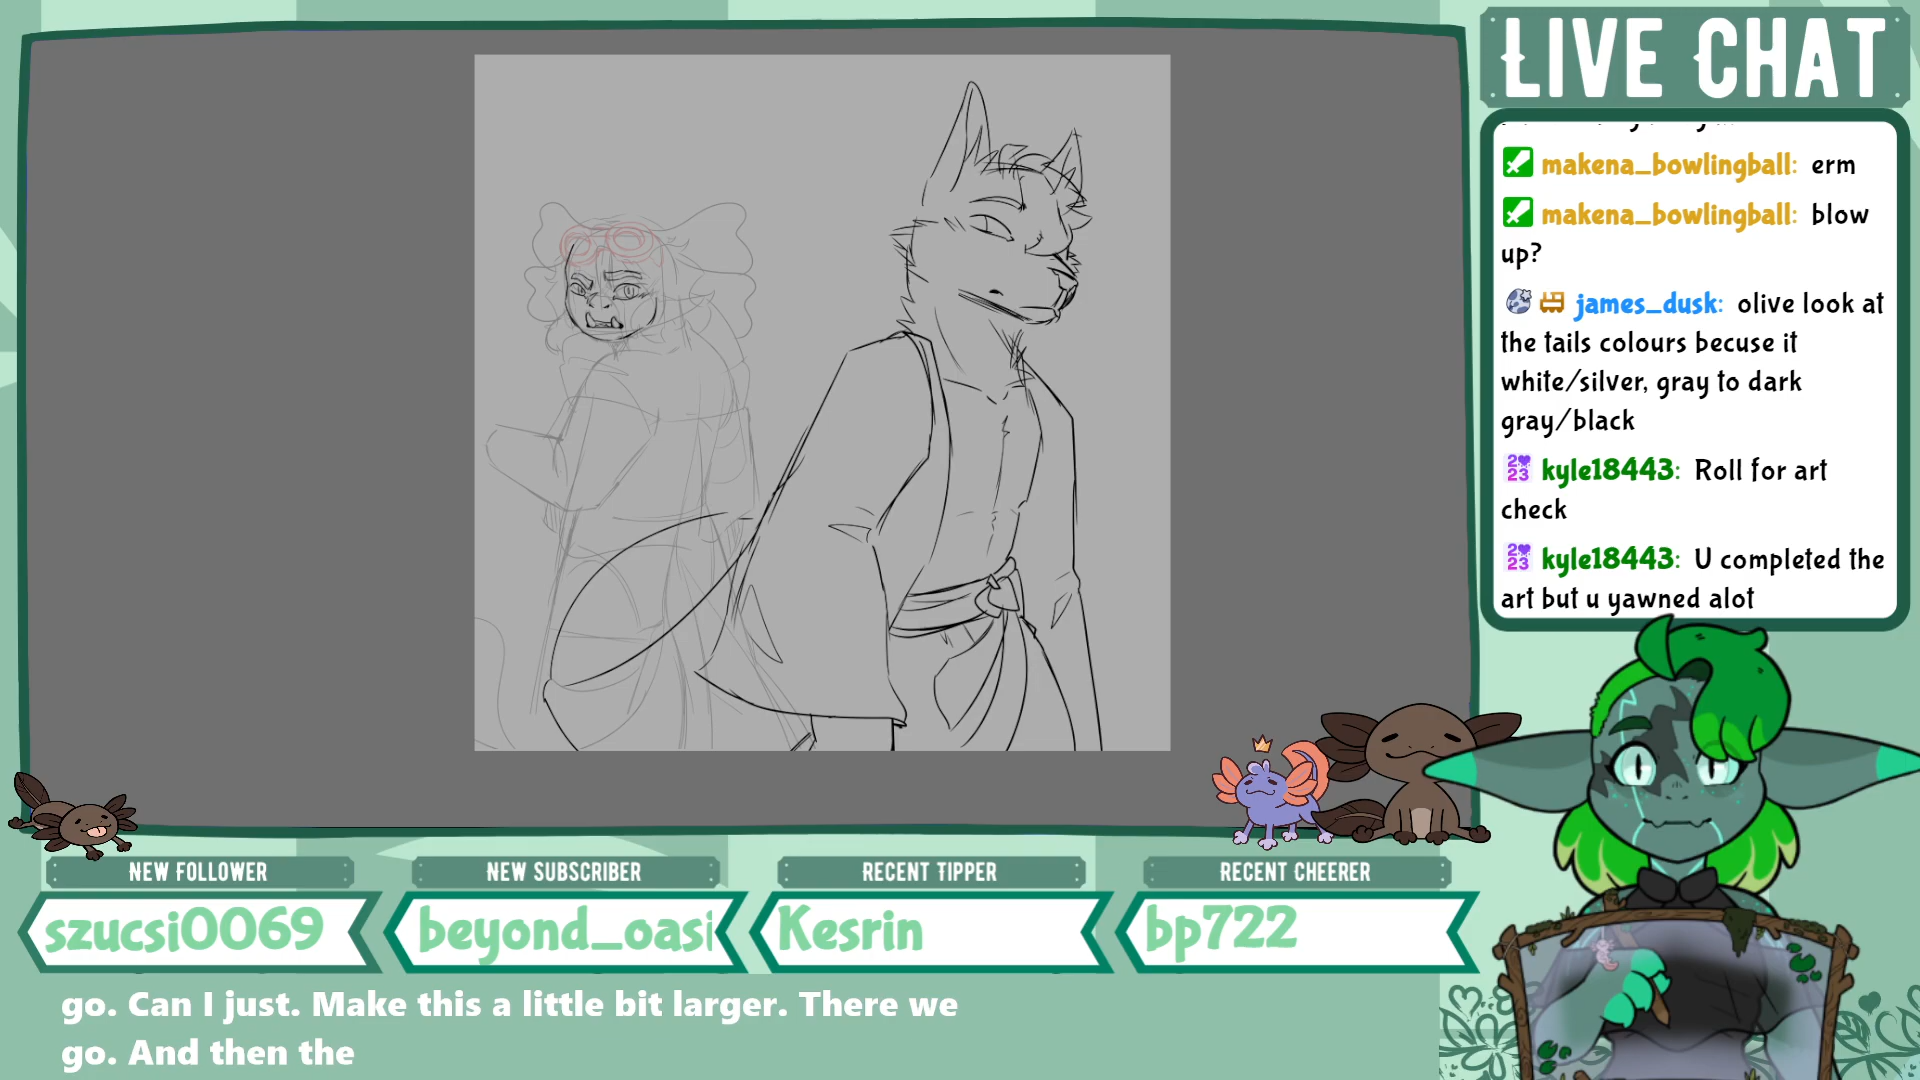 LIVE CHAT
makena_bowlingball: erm
makena_bowlingball: blow
up?
james_dusk: olive look at
the tails colours becuse it
white/silver, gray to dark
gray/black
kyle18443: Roll for art
check
kyle18443: U completed the
art but u yawned alot
NEW FOLLOWER
szucsi0069
NEW SUBSCRIBER
beyond_oasi
RECENT TIPPER
Kesrin
RECENT CHEERER
bp722
go. Can I just. Make this a little bit larger. There we
go. And then the